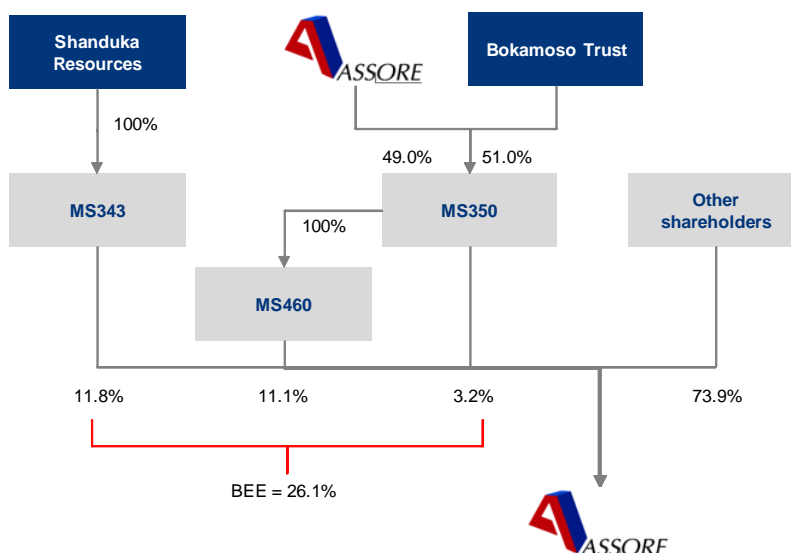 Shanduka
Resources
ASSORE
Bokamoso Trust
100%
49.0%
51.0%
MS343
MS350
Other
shareholders
100%
MS460
11.8%
11.1%
3.2%
73.9%
BEE = 26.1%
ASSORE